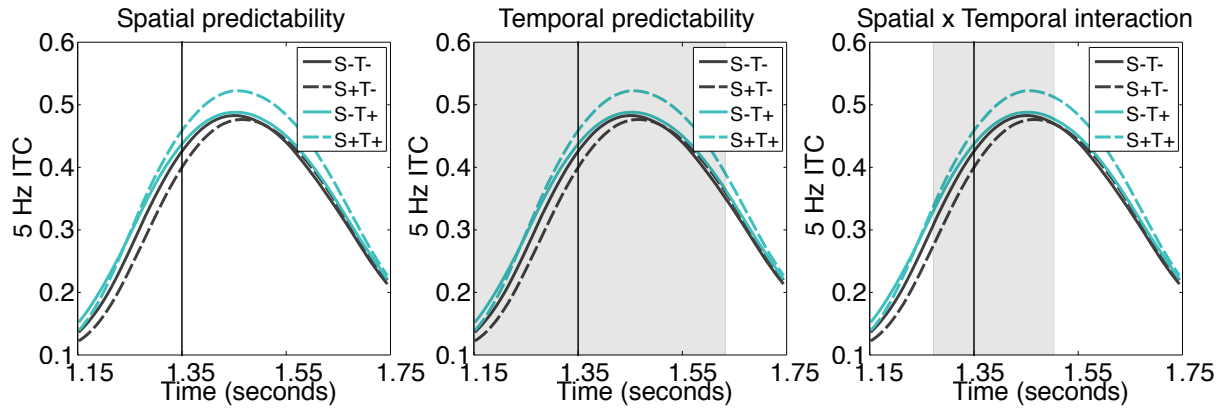 Spatial predictability
0.6
0.5
0.4
0.3
0.2
0.1
5 Hz ITC
S-T-
S+T-
S-T+
S+T+
1.15
1.35
1.55
1.75
Time (seconds)
Temporal predictability
0.6
0.5
0.4
0.3
0.2
0.1
5 Hz ITC
S-T-
S+T-
S-T+
S+T+
1.15
1.35
1.55
1.75
Time (seconds)
Spatial x Temporal interaction
0.6
0.5
0.4
0.3
0.2
0.1
5 Hz ITC
S-T-
S+T-
S-T+
S+T+
1.15
1.35
1.55
1.75
Time (seconds)